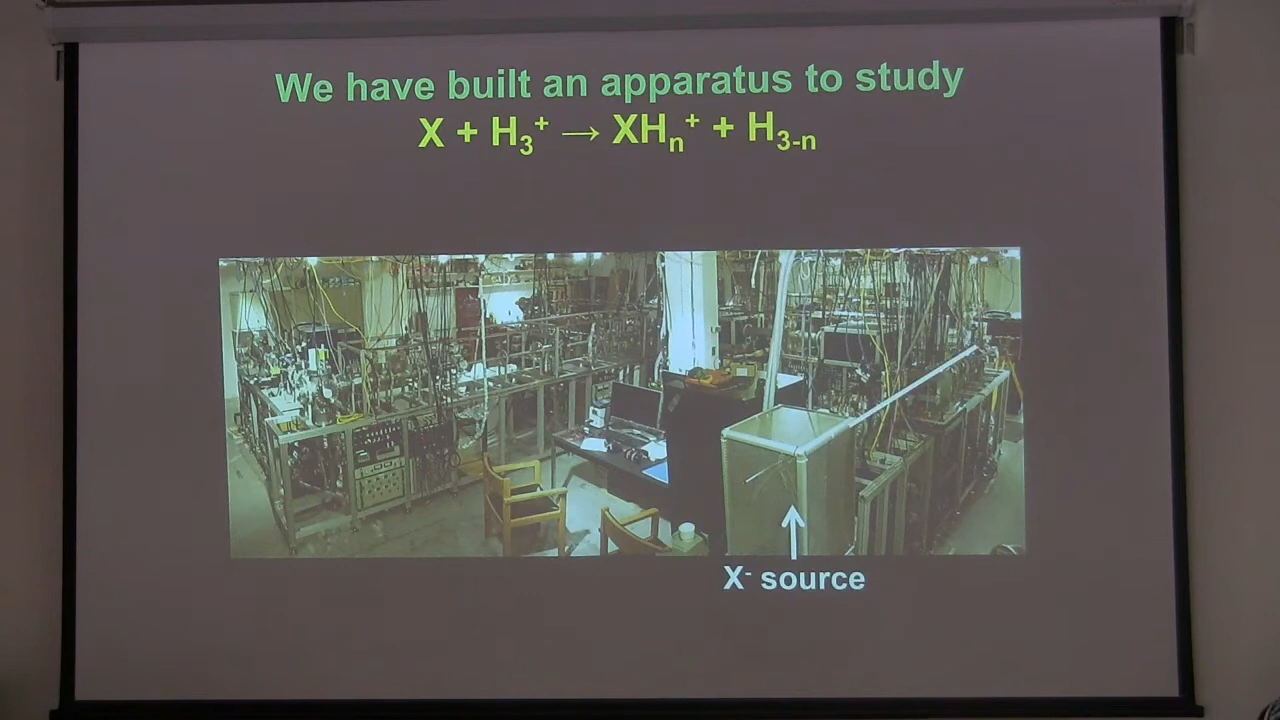 We have built an apparatus to study
X + H₃⁺ → XHₙ⁺ + H₃₋ₙ
X⁻ source